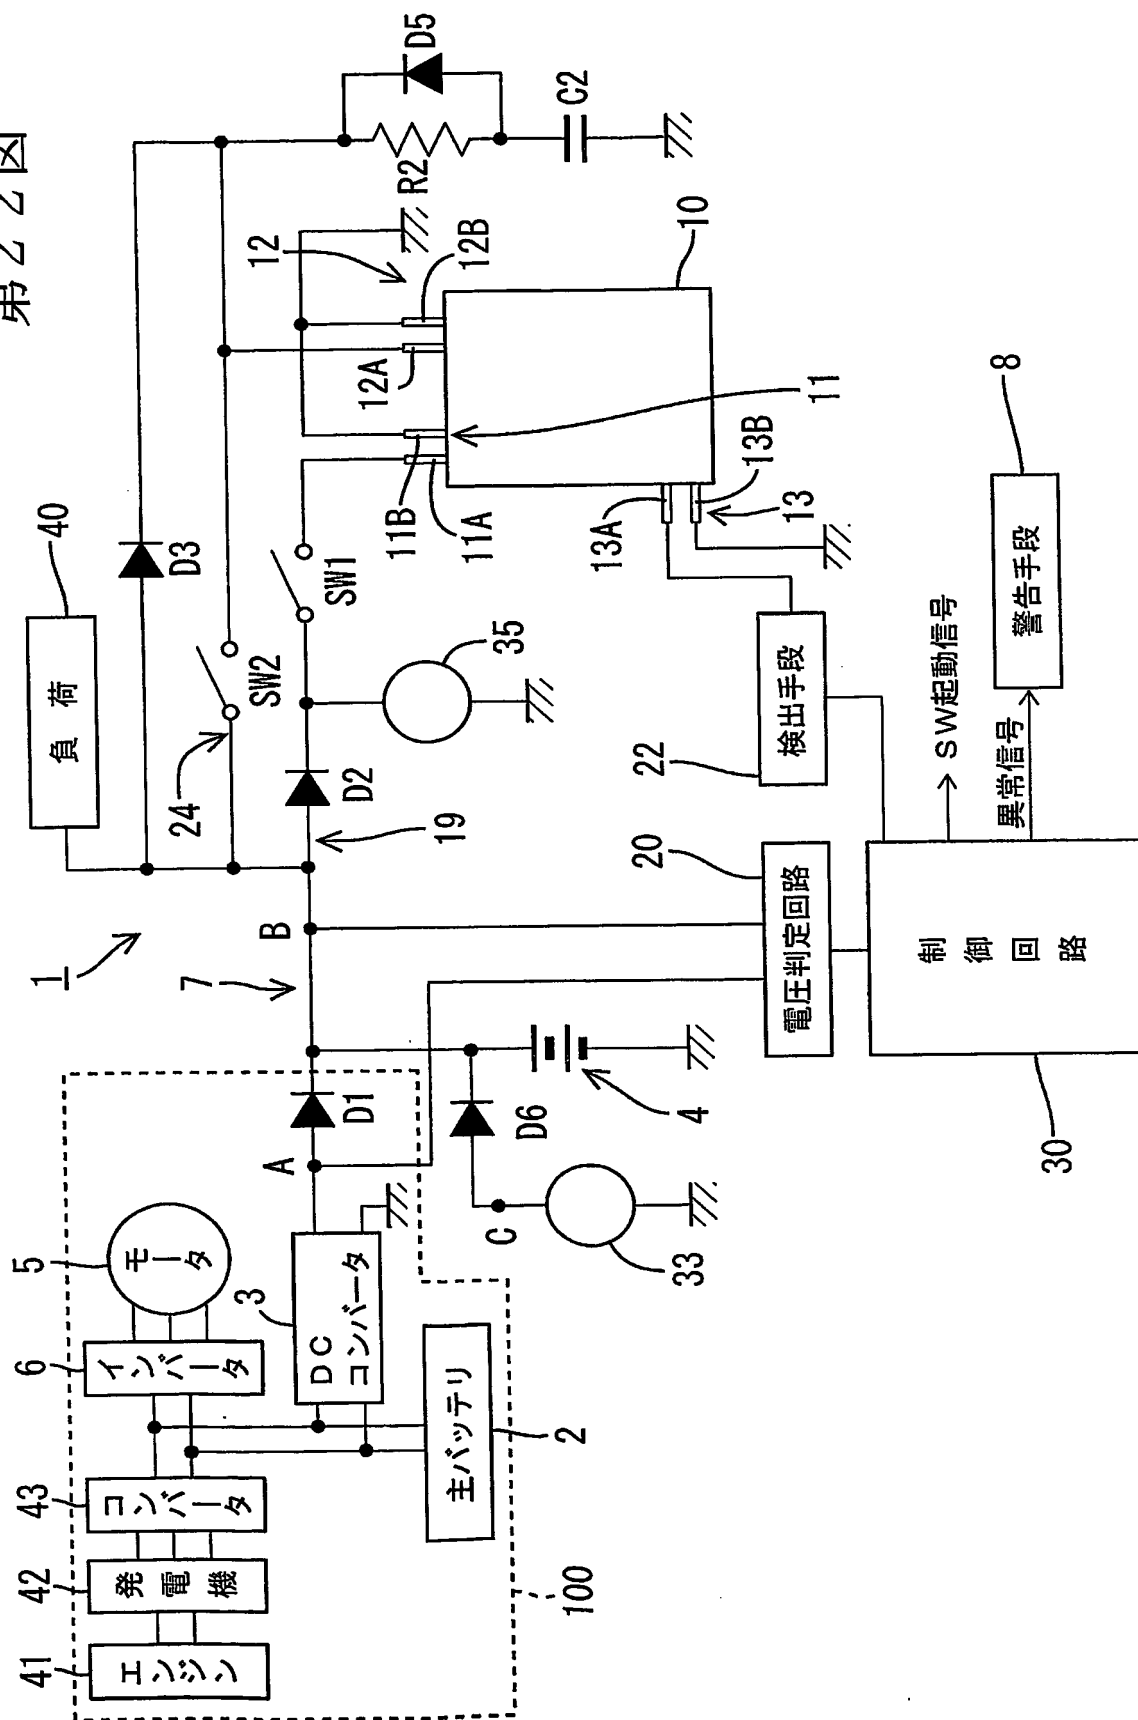 第22図
1
40
負荷
D3
24
SW2
SW1
D5
R2
C2
12
12A
12B
11B
11A
11
10
13A
13B
13
35
D2
19
7
B
A
D1
D6
4
C
33
5
モータ
6
インバータ
43
コンバータ
42
発電機
41
エンジン
3
DC
コンバータ
2
主バッテリ
100
20
電圧判定回路
22
検出手段
8
警告手段
SW起動信号
異常信号
30
制御回路